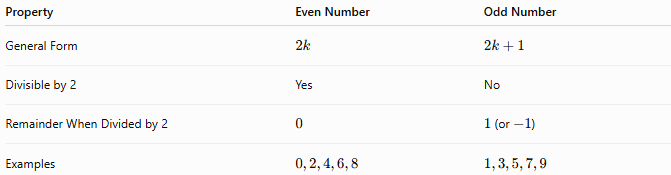 Property Even Number Odd Number
General Form 2k 2k + 1
Divisible by 2 Yes No
Remainder When Divided by 2 0 1 (or −1)
Examples 0, 2, 4, 6, 8 1, 3, 5, 7, 9